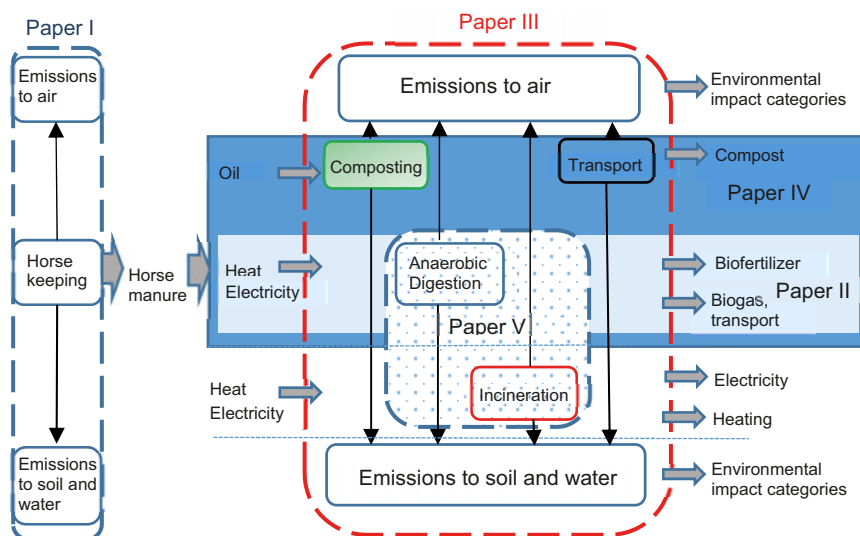 Paper I
Paper III
Emissions
to air
Emissions to air
Environmental
impact categories
Oil
Composting
Transport
Compost
Paper IV
Horse
keeping
Horse
manure
Heat
Electricity
Anaerobic
Digestion
Biofertilizer
Biogas,
transport
Paper II
Paper V
Heat
Electricity
Incineration
Electricity
Heating
Emissions
to soil and
water
Emissions to soil and water
Environmental
impact categories